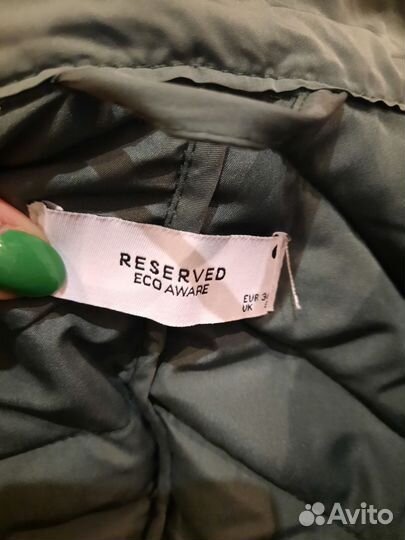 RESERVED
ECO AWARE
EUR
UK
Avito